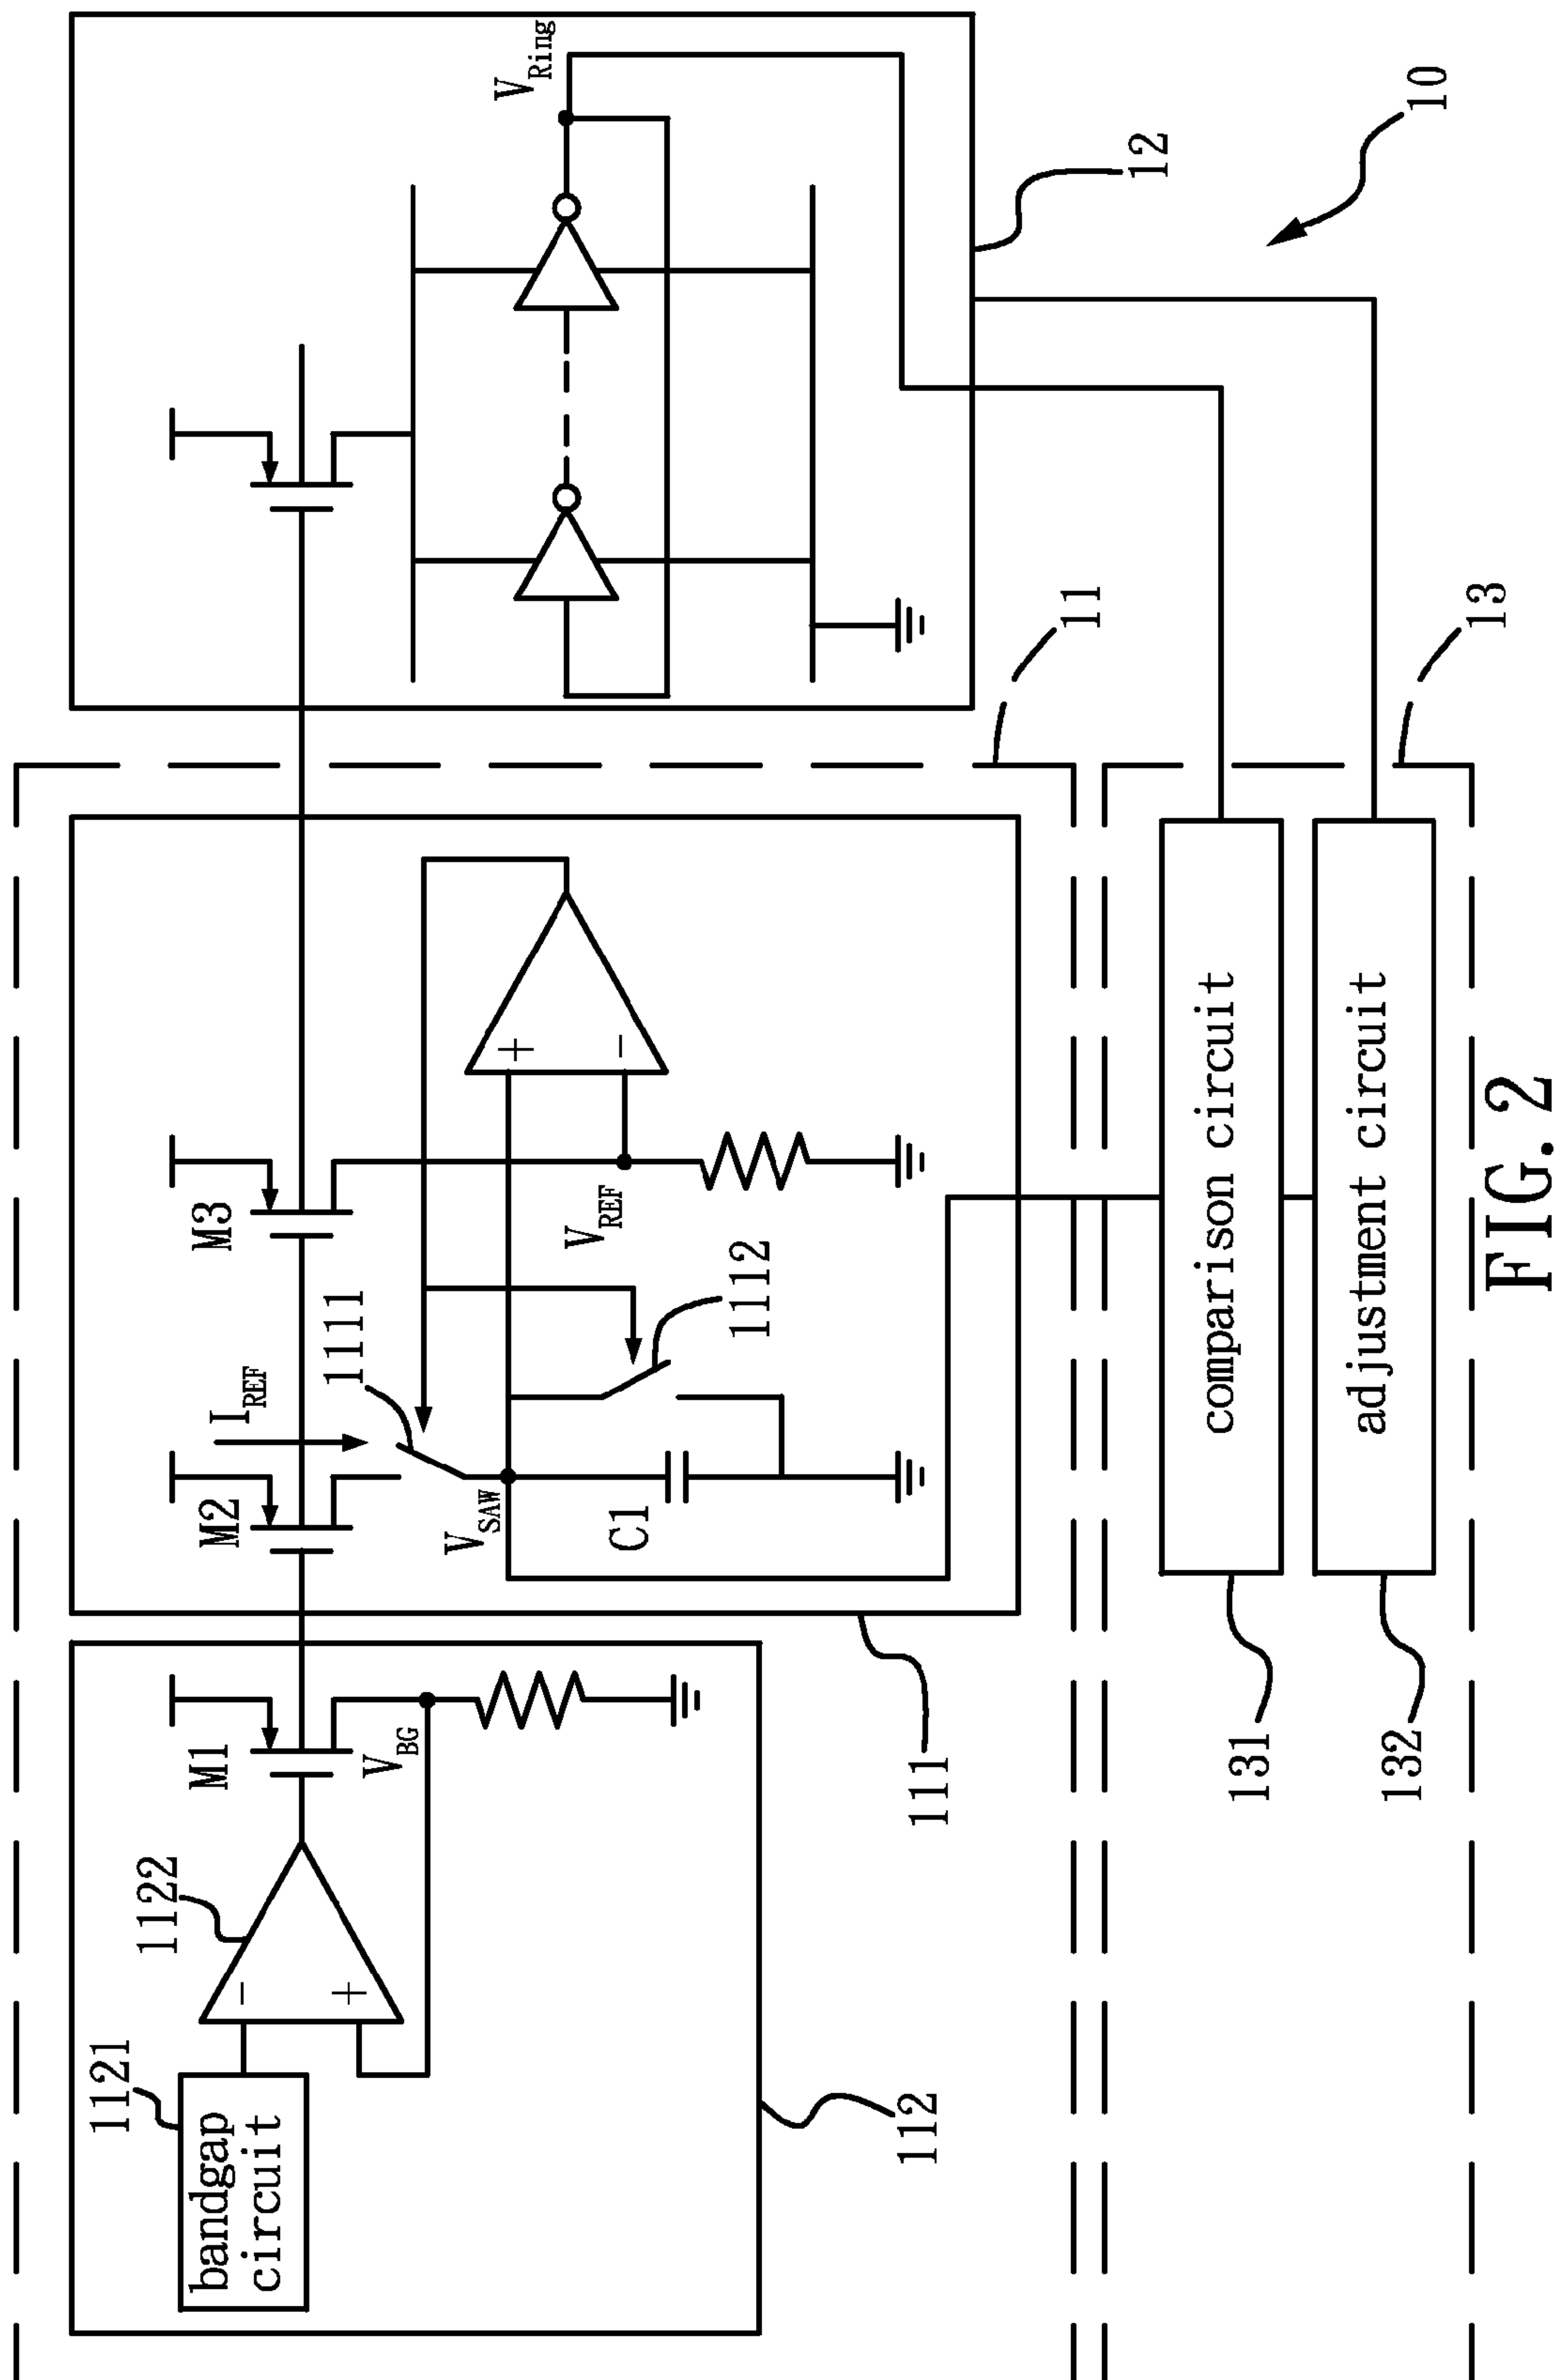 bandgap
circuit
1121
1122
-
+
M1
V_BG
112
M2
I_REF
1111
V_SAW
C1
1112
M3
V_REF
+
-
111
11
V_Ring
12
10
comparison circuit
131
adjustment circuit
132
13
FIG. 2